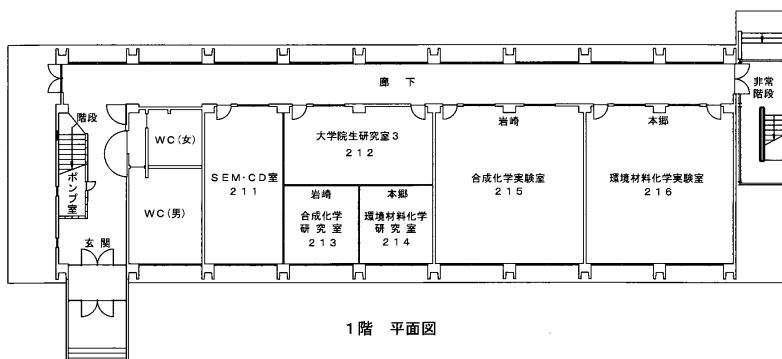 廊下
非常
階段
階段
WC(女)
ポンプ室
WC(男)
玄関
SEM・CD室
211
大学院生研究室3
212
岩崎
合成化学
研究室
213
本郷
環境材料化学
研究室
214
岩崎
合成化学実験室
215
本郷
環境材料化学実験室
216
1階 平面図